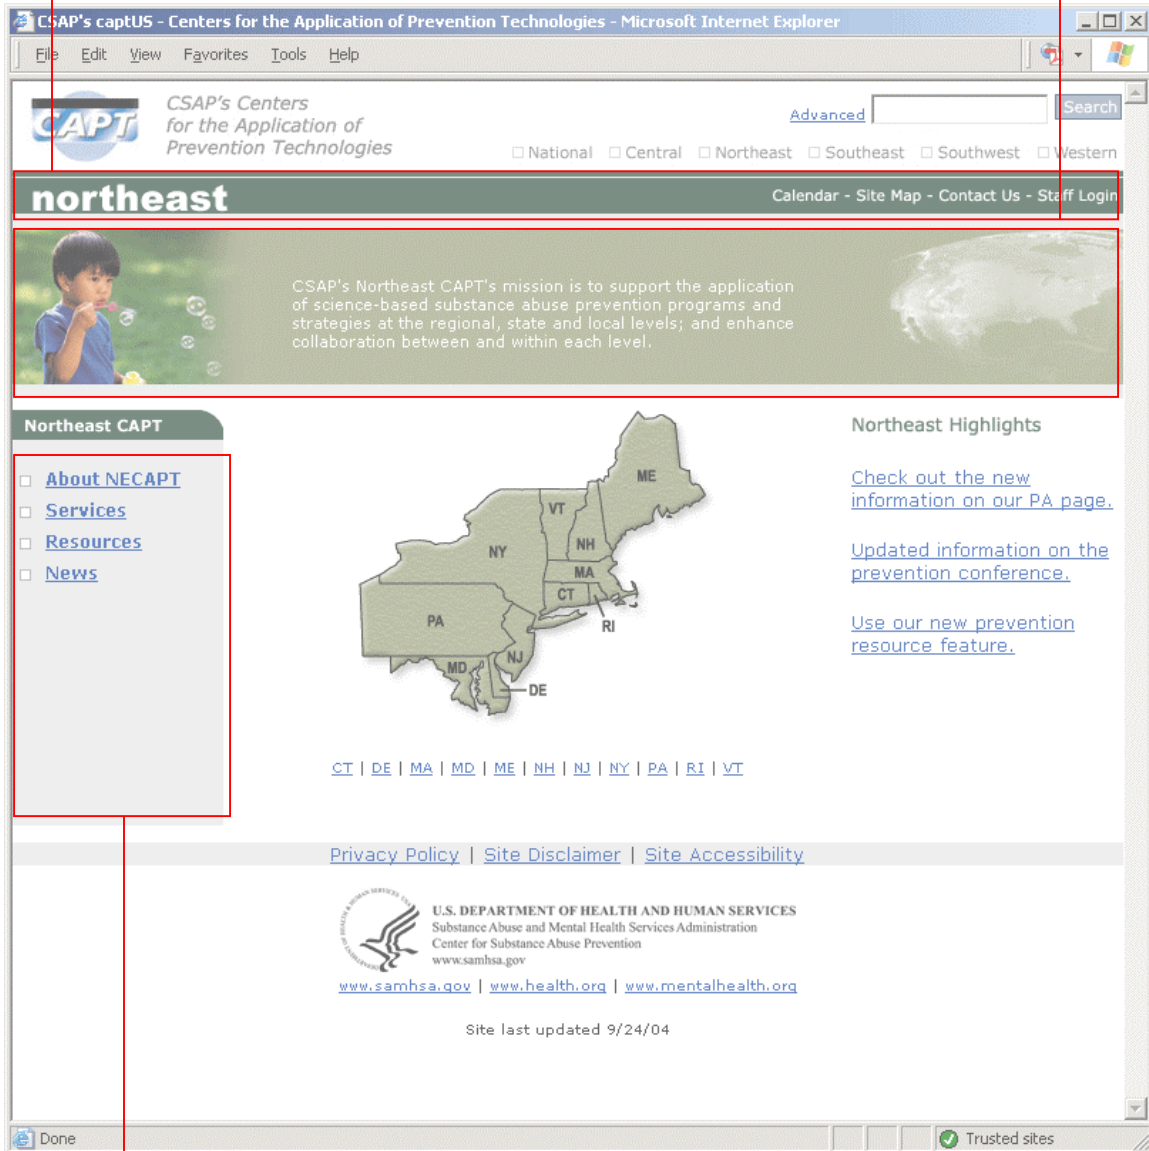 CSAP's captUS - Centers for the Application of Prevention Technologies - Microsoft Internet Explorer
File Edit View Favorites Tools Help
CAPT
CSAP's Centers
for the Application of
Prevention Technologies
Advanced Search
National Central Northeast Southeast Southwest Western
northeast
Calendar - Site Map - Contact Us - Staff Login
CSAP's Northeast CAPT's mission is to support the application
of science-based substance abuse prevention programs and
strategies at the regional, state and local levels; and enhance
collaboration between and within each level.
Northeast CAPT
About NECAPT
Services
Resources
News
ME
VT
NY
NH
MA
CT
PA
RI
NJ
MD
DE
CT | DE | MA | MD | ME | NH | NJ | NY | PA | RI | VT
Northeast Highlights
Check out the new
information on our PA page.
Updated information on the
prevention conference.
Use our new prevention
resource feature.
Privacy Policy | Site Disclaimer | Site Accessibility
U.S. DEPARTMENT OF HEALTH AND HUMAN SERVICES
Substance Abuse and Mental Health Services Administration
Center for Substance Abuse Prevention
www.samhsa.gov
www.samhsa.gov | www.health.org | www.mentalhealth.org
Site last updated 9/24/04
Done
Trusted sites